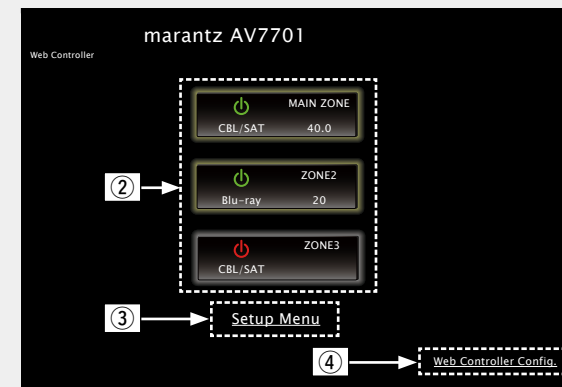 marantz AV7701
Web Controller
MAIN ZONE
CBL/SAT 40.0
② ZONE2
Blu-ray 20
ZONE3
CBL/SAT
③ Setup Menu
④ Web Controller Config.